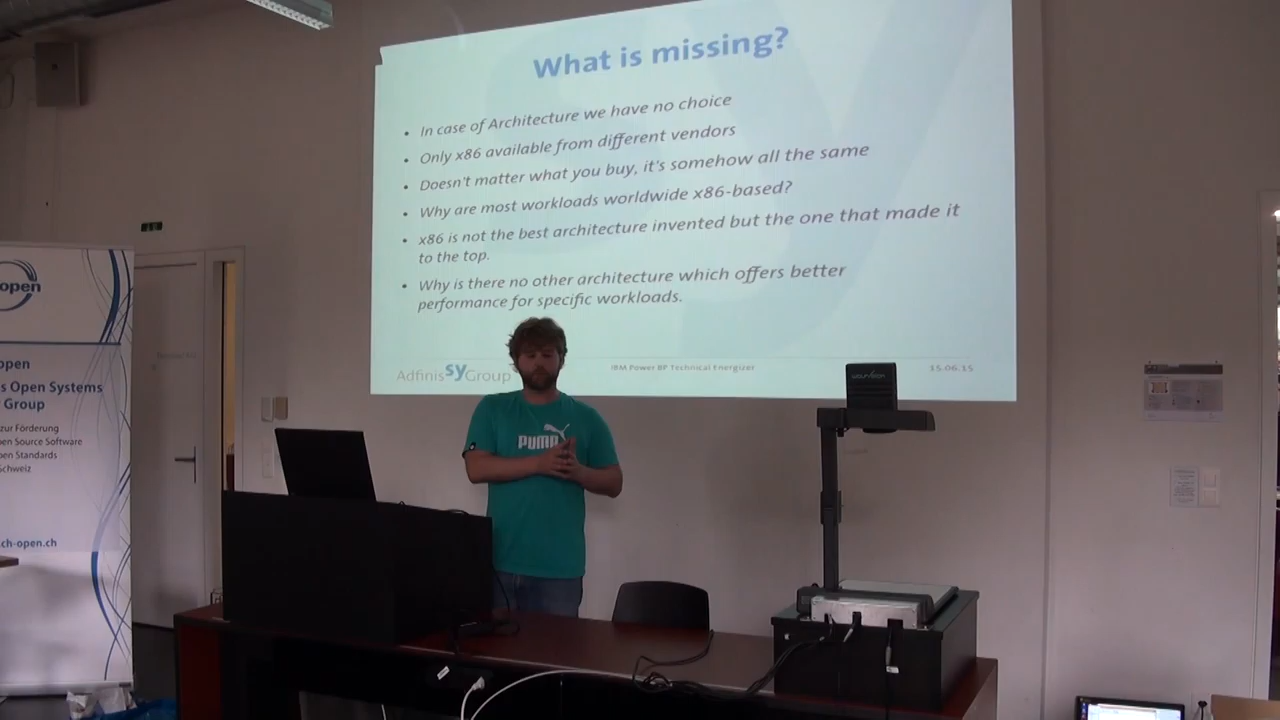 What is missing?
In case of Architecture we have no choice
Only x86 available from different vendors
Doesn't matter what you buy, it's somehow all the same
Why are most workloads worldwide x86-based?
x86 is not the best architecture invented but the one that made it
to the top.
Why is there no other architecture which offers better
performance for specific workloads.
Adfinis sy Group
IBM Power BP Technical Energizer
15.06.15
open
open
s Open Systems
Group
zur Förderung
pen Source Software
pen Standards
Schweiz
ch-open.ch
PUMA
wolfvision